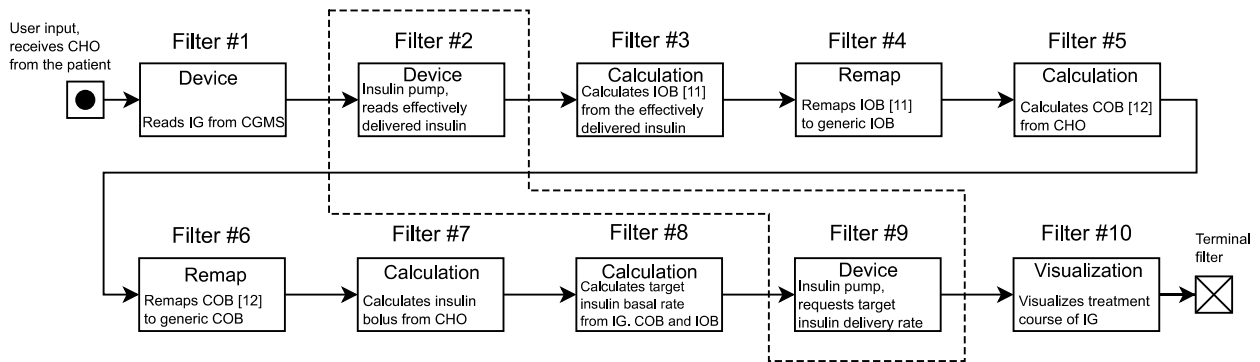 User input,
receives CHO
from the patient
Filter #1
Device
Reads IG from CGMS
Filter #2
Device
Insulin pump,
reads effectively
delivered insulin
Filter #3
Calculation
Calculates IOB [11]
from the effectively
delivered insulin
Filter #4
Remap
Remaps IOB [11]
to generic IOB
Filter #5
Calculation
Calculates COB [12]
from CHO
Filter #6
Remap
Remaps COB [12]
to generic COB
Filter #7
Calculation
Calculates insulin
bolus from CHO
Filter #8
Calculation
Calculates target
insulin basal rate
from IG. COB and IOB
Filter #9
Device
Insulin pump,
requests target
insulin delivery rate
Filter #10
Visualization
Visualizes treatment
course of IG
Terminal
filter